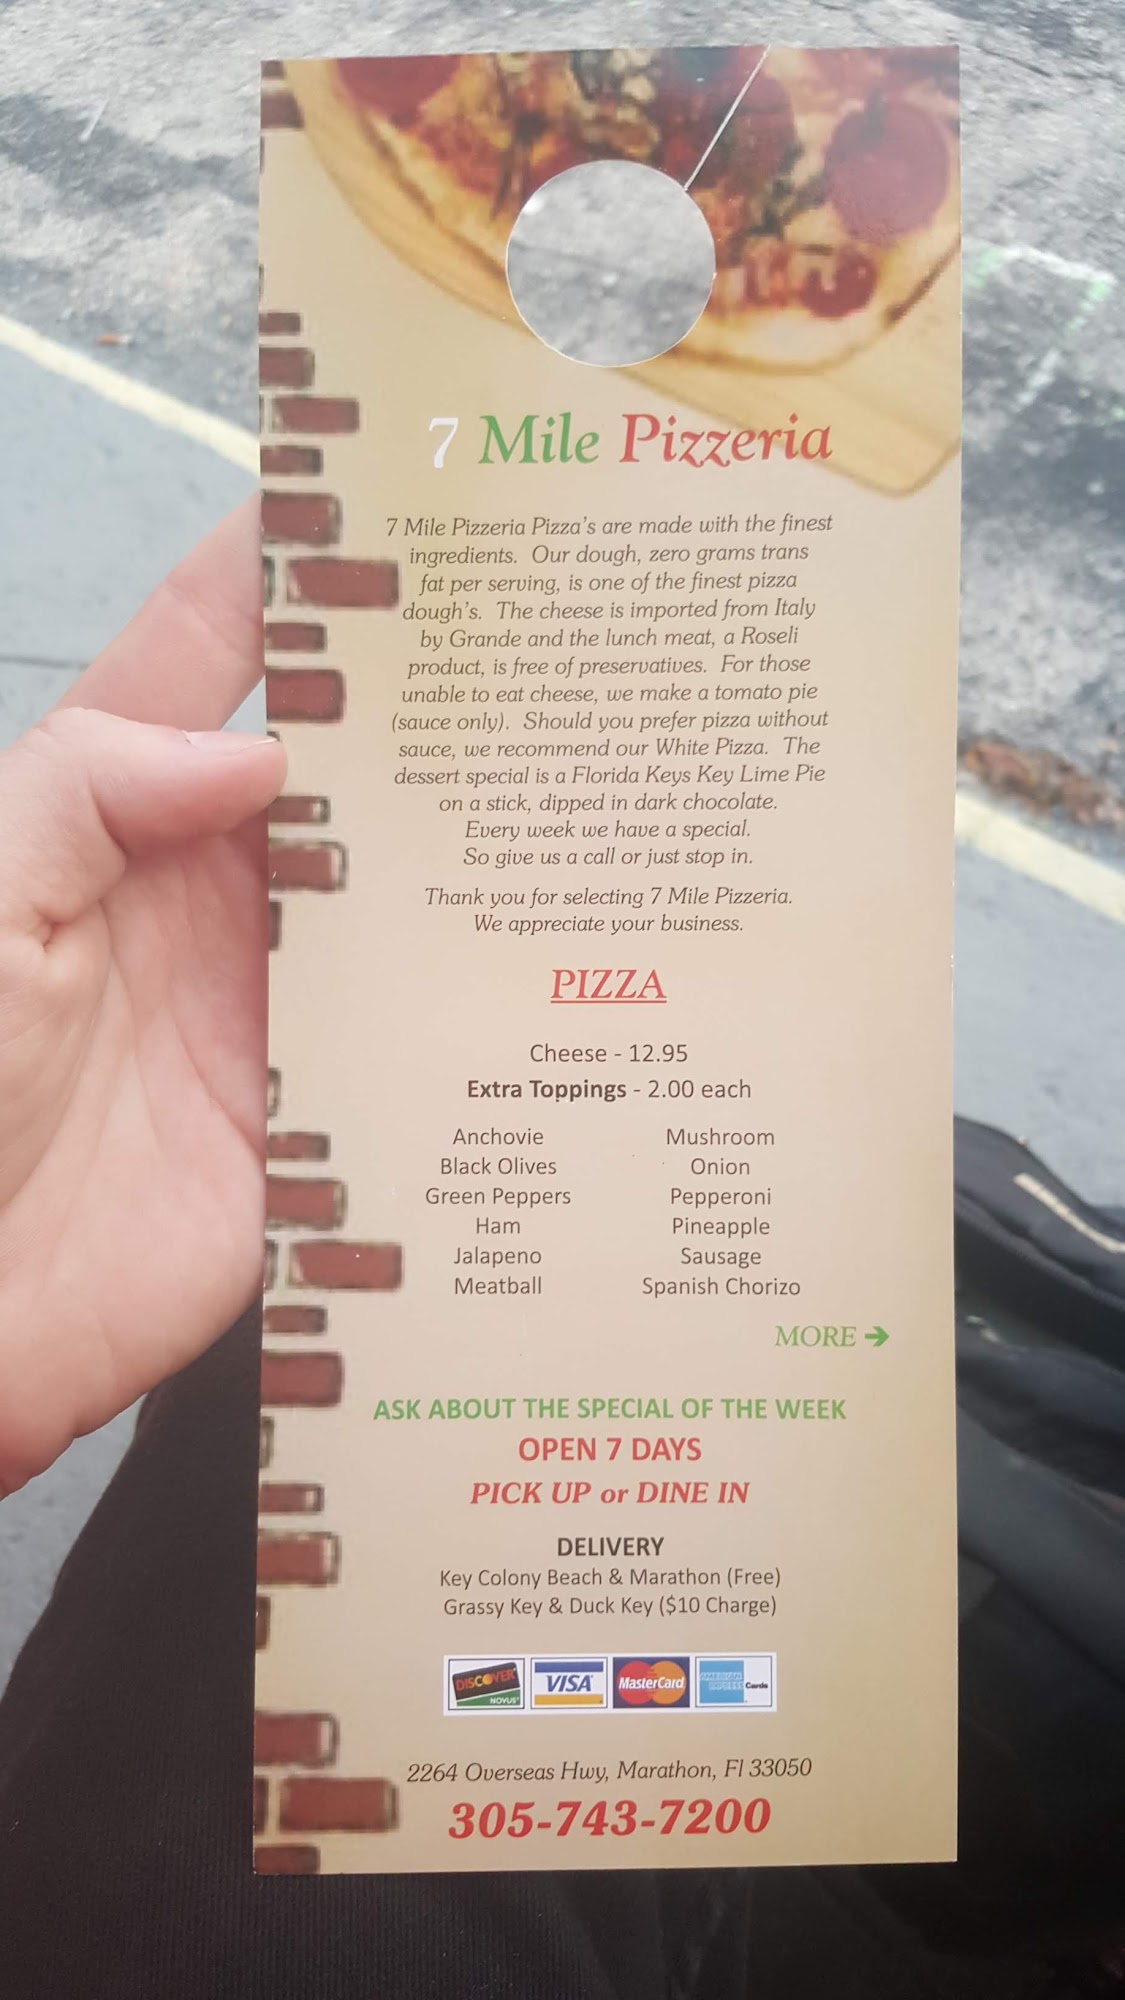 7 Mile Pizzeria
7 Mile Pizzeria Pizza's are made with the finest
ingredients. Our dough, zero grams trans
fat per serving, is one of the finest pizza
dough's. The cheese is imported from Italy
by Grande and the lunch meat, a Roseli
product, is free of preservatives. For those
unable to eat cheese, we make a tomato pie
(sauce only). Should you prefer pizza without
sauce, we recommend our White Pizza. The
dessert special is a Florida Keys Key Lime Pie
on a stick, dipped in dark chocolate.
Every week we have a special.
So give us a call or just stop in.
Thank you for selecting 7 Mile Pizzeria.
We appreciate your business.
PIZZA
Cheese - 12.95
Extra Toppings - 2.00 each
Anchovie Mushroom
Black Olives Onion
Green Peppers Pepperoni
Ham Pineapple
Jalapeno Sausage
Meatball Spanish Chorizo
MORE ➔
ASK ABOUT THE SPECIAL OF THE WEEK
OPEN 7 DAYS
PICK UP or DINE IN
DELIVERY
Key Colony Beach & Marathon (Free)
Grassy Key & Duck Key ($10 Charge)
DISCOVER NOVUS VISA MasterCard AMERICAN EXPRESS Cards
2264 Overseas Hwy, Marathon, Fl 33050
305-743-7200